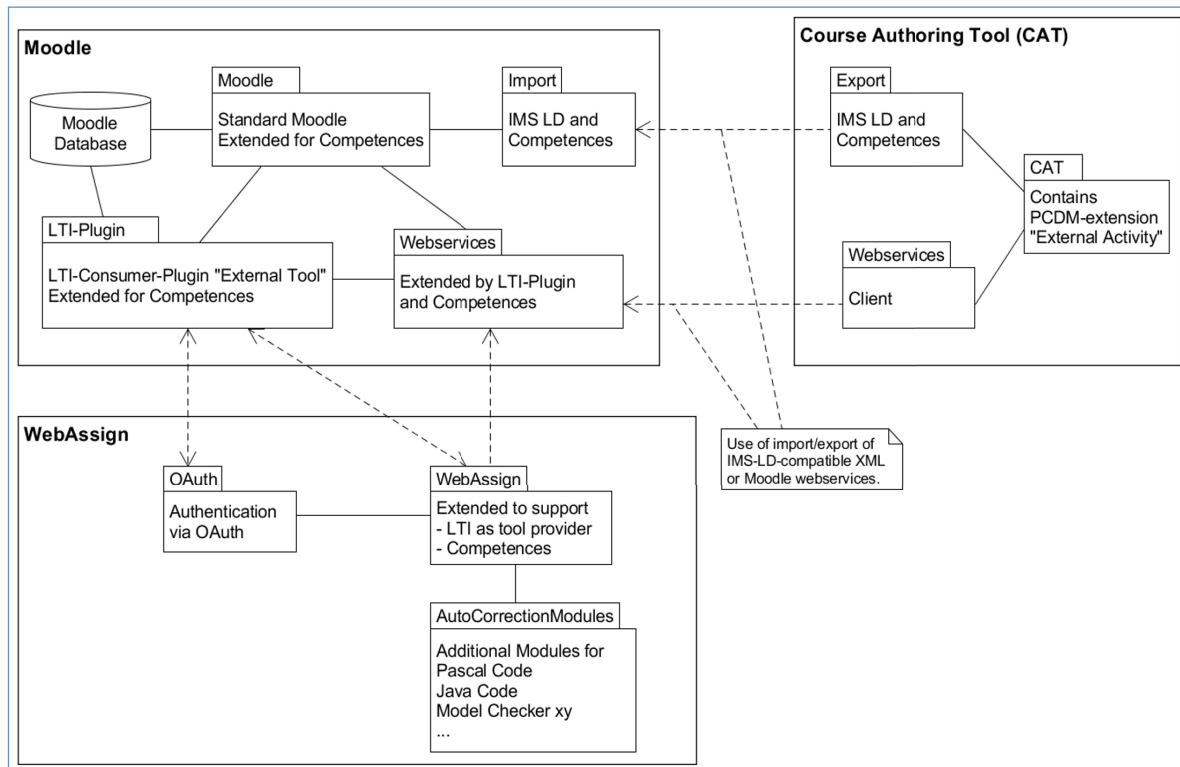 Moodle
Moodle
Database
Moodle
Standard Moodle
Extended for Competences
Import
IMS LD and
Competences
LTI-Plugin
LTI-Consumer-Plugin "External Tool"
Extended for Competences
Webservices
Extended by LTI-Plugin
and Competences
Course Authoring Tool (CAT)
Export
IMS LD and
Competences
CAT
Contains
PCDM-extension
"External Activity"
Webservices
Client
WebAssign
OAuth
Authentication
via OAuth
WebAssign
Extended to support
- LTI as tool provider
- Competences
AutoCorrectionModules
Additional Modules for
Pascal Code
Java Code
Model Checker xy
...
Use of import/export of
IMS-LD-compatible XML
or Moodle webservices.